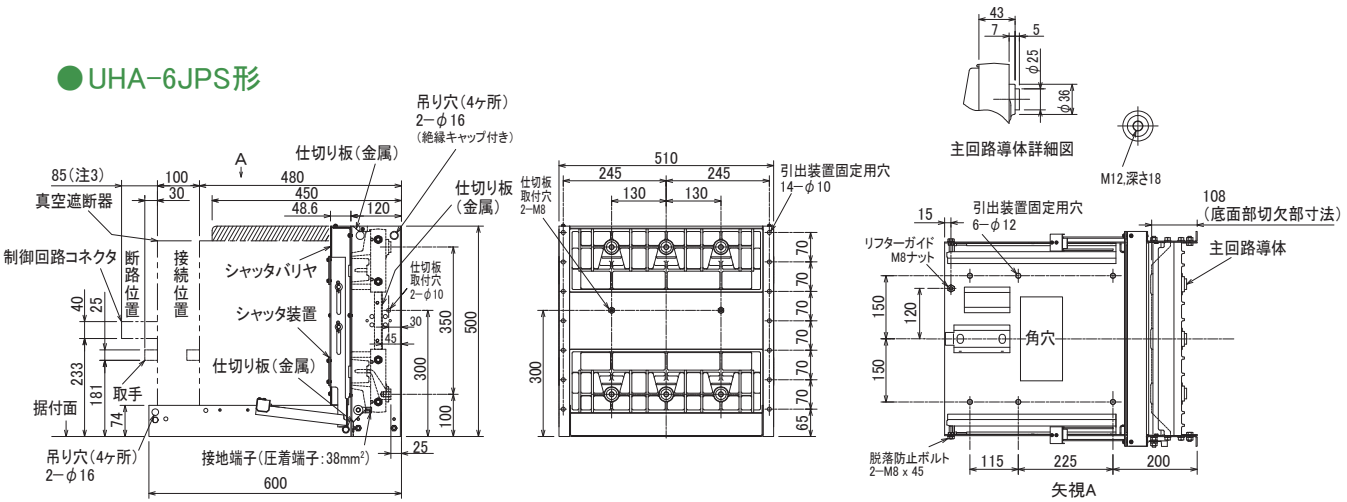 ●UHA-6JPS形
吊り穴(4ヶ所)
2-φ16
(絶縁キャップ付き)
仕切り板(金属)
A
85(注3)
100
480
30
450
48.6
120
真空遮断器
仕切り板
(金属)
制御回路コネクタ
断路位置
接続位置
シャッタバリヤ
仕切板
取付穴
2-φ10
シャッタ装置
40
25
30
45
350
500
300
仕切り板(金属)
233
181
取手
74
据付面
100
吊り穴(4ヶ所)
2-φ16
接地端子(圧着端子:38mm²)
25
600
510
245
245
130
130
仕切板
取付穴
2-M8
引出装置固定用穴
14-φ10
70
70
70
70
70
70
65
300
43
7
5
φ25
φ36
主回路導体詳細図
M12,深さ18
15
引出装置固定用穴
6-φ12
108
(底面部切欠部寸法)
リフターガイド
M8ナット
主回路導体
150
120
角穴
150
脱落防止ボルト
2-M8 x 45
115
225
200
矢視A